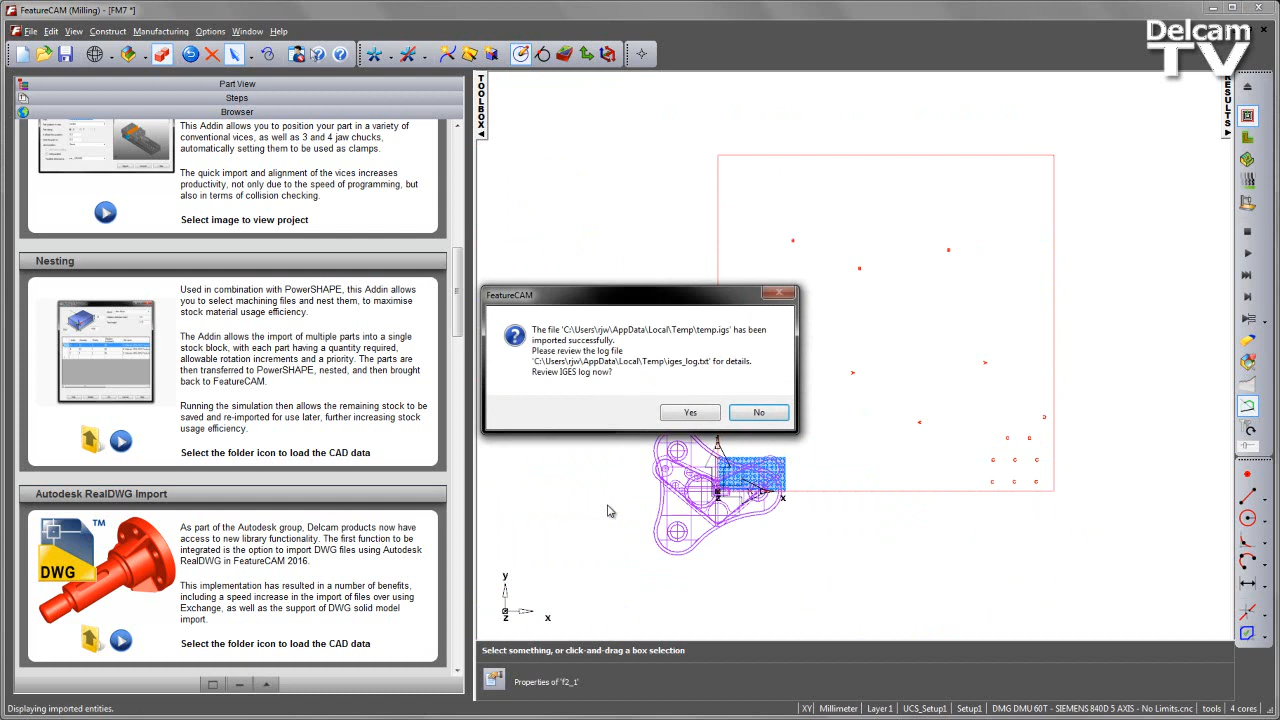 FeatureCAM (Milling) - [FM7 *]
File Edit View Construct Manufacturing Options Window Help
Delcam
TV
Part View
Steps
Browser
TOOLBOX
RESULTS
This Addin allows you to position your part in a variety of
conventional vices, as well as 3 and 4 jaw chucks,
automatically setting them to be used as clamps.
The quick import and alignment of the vices increases
productivity, not only due to the speed of programming, but
also in terms of collision checking.
Select image to view project
Nesting
Used in combination with PowerSHAPE, this Addin allows
you to select machining files and nest them, to maximise
stock material usage efficiency.
The Addin allows the import of multiple parts into a single
stock block, with each part having a quantity required,
allowable rotation increments and a priority. The parts are
then transferred to PowerSHAPE, nested, and then brought
back to FeatureCAM.
Running the simulation then allows the remaining stock to be
saved and re-imported for use later, further increasing stock
usage efficiency.
Select the folder icon to load the CAD data
Autodesk RealDWG Import
DWG
TM
As part of the Autodesk group, Delcam products now have
access to new library functionality. The first function to be
integrated is the option to import DWG files using Autodesk
RealDWG in FeatureCAM 2016.
This implementation has resulted in a number of benefits,
including a speed increase in the import of files over using
Exchange, as well as the support of DWG solid model
import.
Select the folder icon to load the CAD data
FeatureCAM
The file 'C:\Users\rjw\AppData\Local\Temp\temp.igs' has been
imported successfully.
Please review the log file
'C:\Users\rjw\AppData\Local\Temp\iges_log.txt' for details.
Review IGES log now?
Yes No
Z X
y
Z X
Select something, or click-and-drag a box selection
Properties of 'f2_1'
Displaying imported entities.
XY Millimeter Layer1 UCS_Setup1 Setup1 DMG DMU 60T - SIEMENS 840D 5 AXIS - No Limits.cnc tools 4 cores